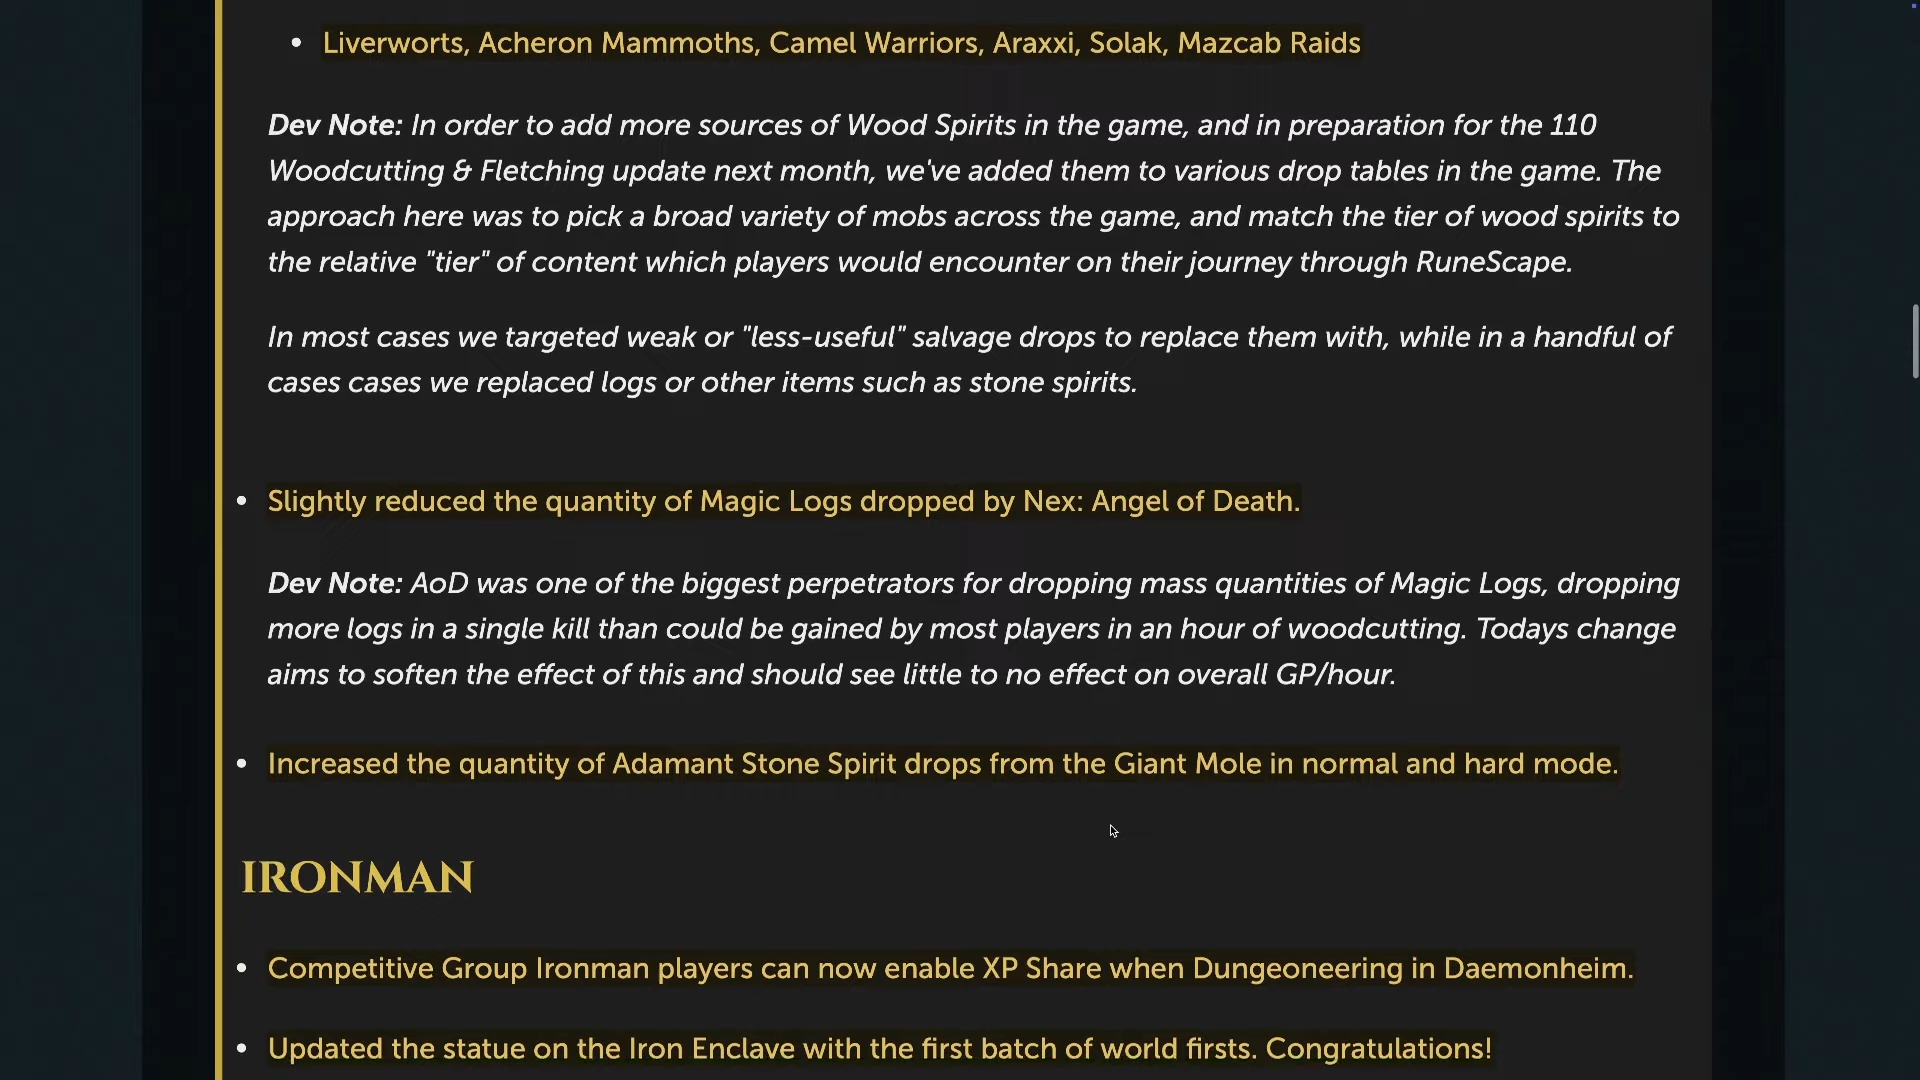 • Liverworts, Acheron Mammoths, Camel Warriors, Araxxi, Solak, Mazcab Raids
Dev Note: In order to add more sources of Wood Spirits in the game, and in preparation for the 110
Woodcutting & Fletching update next month, we've added them to various drop tables in the game. The
approach here was to pick a broad variety of mobs across the game, and match the tier of wood spirits to
the relative "tier" of content which players would encounter on their journey through RuneScape.
In most cases we targeted weak or "less-useful" salvage drops to replace them with, while in a handful of
cases cases we replaced logs or other items such as stone spirits.
• Slightly reduced the quantity of Magic Logs dropped by Nex: Angel of Death.
Dev Note: AoD was one of the biggest perpetrators for dropping mass quantities of Magic Logs, dropping
more logs in a single kill than could be gained by most players in an hour of woodcutting. Todays change
aims to soften the effect of this and should see little to no effect on overall GP/hour.
• Increased the quantity of Adamant Stone Spirit drops from the Giant Mole in normal and hard mode.
IRONMAN
• Competitive Group Ironman players can now enable XP Share when Dungeoneering in Daemonheim.
• Updated the statue on the Iron Enclave with the first batch of world firsts. Congratulations!